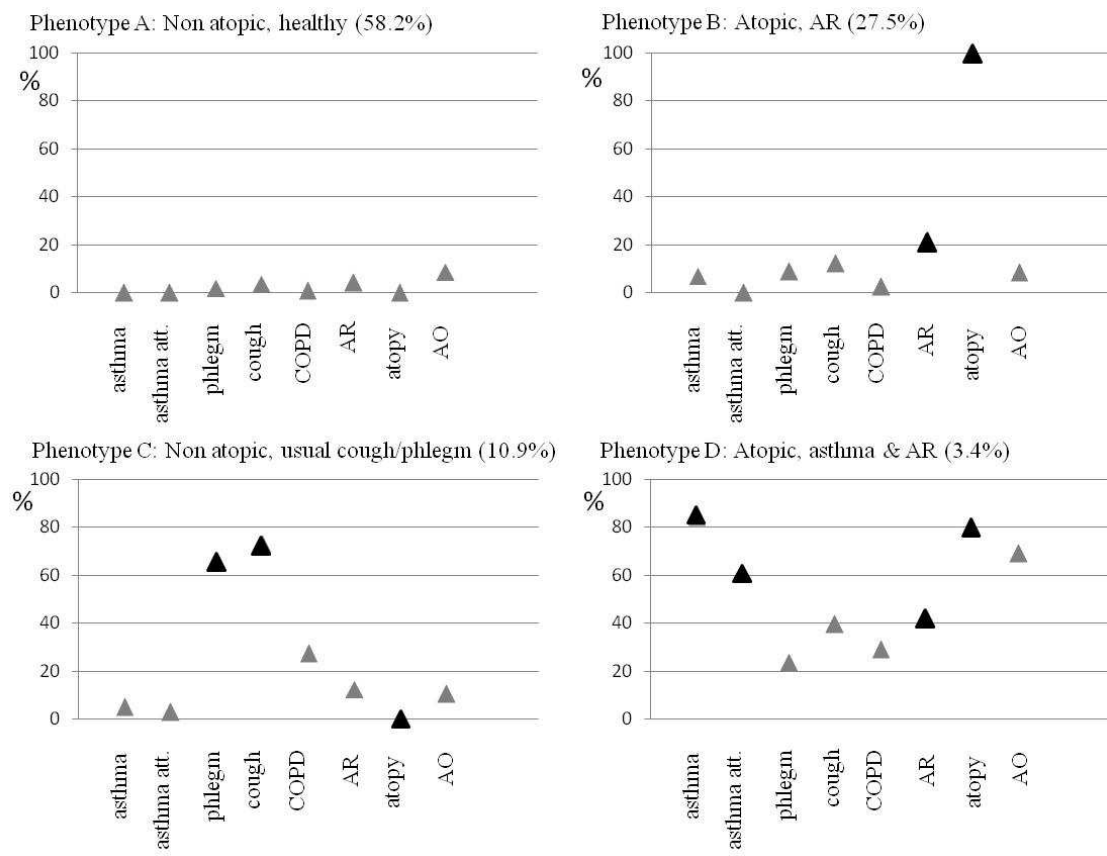 Phenotype A: Non atopic, healthy (58.2%)
100
%
80
60
40
20
0
asthma
asthma att.
phlegm
cough
COPD
AR
atopy
AO
Phenotype B: Atopic, AR (27.5%)
100
%
80
60
40
20
0
asthma
asthma att.
phlegm
cough
COPD
AR
atopy
AO
Phenotype C: Non atopic, usual cough/phlegm (10.9%)
100
%
80
60
40
20
0
asthma
asthma att.
phlegm
cough
COPD
AR
atopy
AO
Phenotype D: Atopic, asthma & AR (3.4%)
100
%
80
60
40
20
0
asthma
asthma att.
phlegm
cough
COPD
AR
atopy
AO